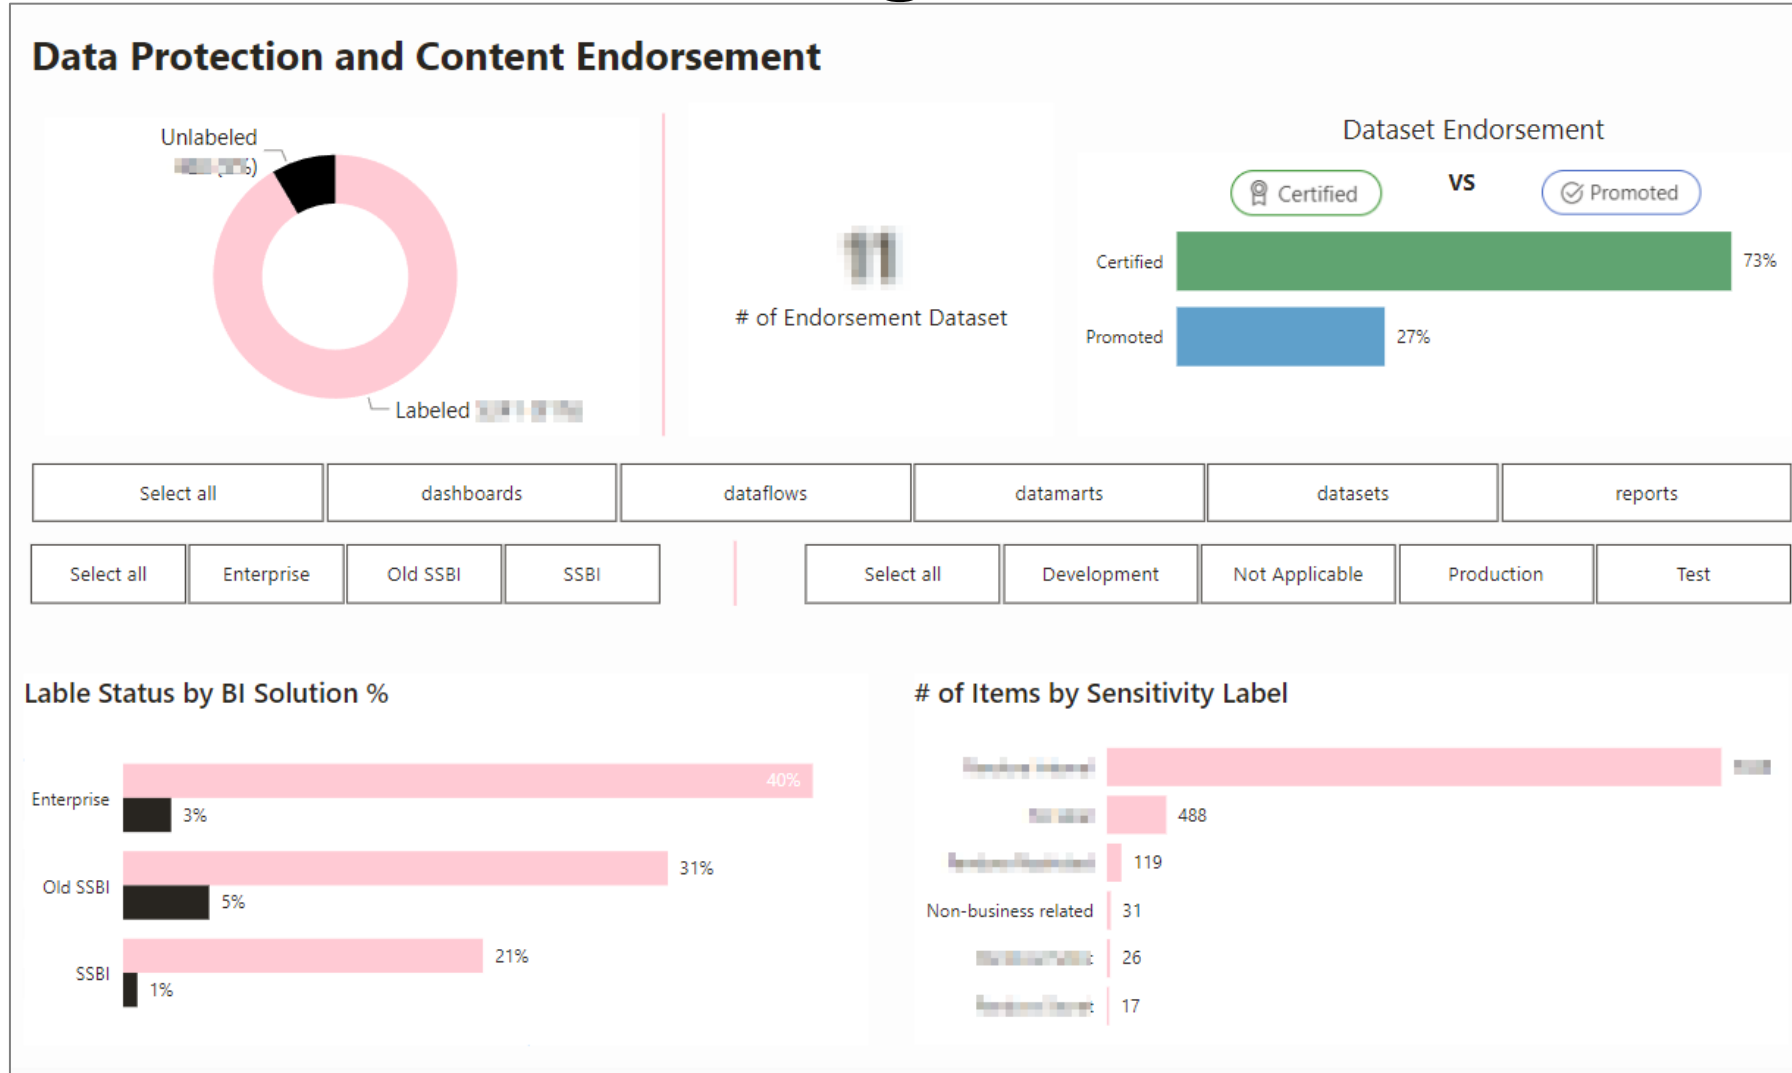 Data Protection and Content Endorsement
Unlabeled
Labeled
11
# of Endorsement Dataset
Dataset Endorsement
Certified
VS
Promoted
Certified
73%
Promoted
27%
Select all
dashboards
dataflows
datamarts
datasets
reports
Select all
Enterprise
Old SSBI
SSBI
Select all
Development
Not Applicable
Production
Test
Lable Status by BI Solution %
Enterprise
40%
3%
Old SSBI
31%
5%
SSBI
21%
1%
# of Items by Sensitivity Label
488
119
Non-business related
31
26
17